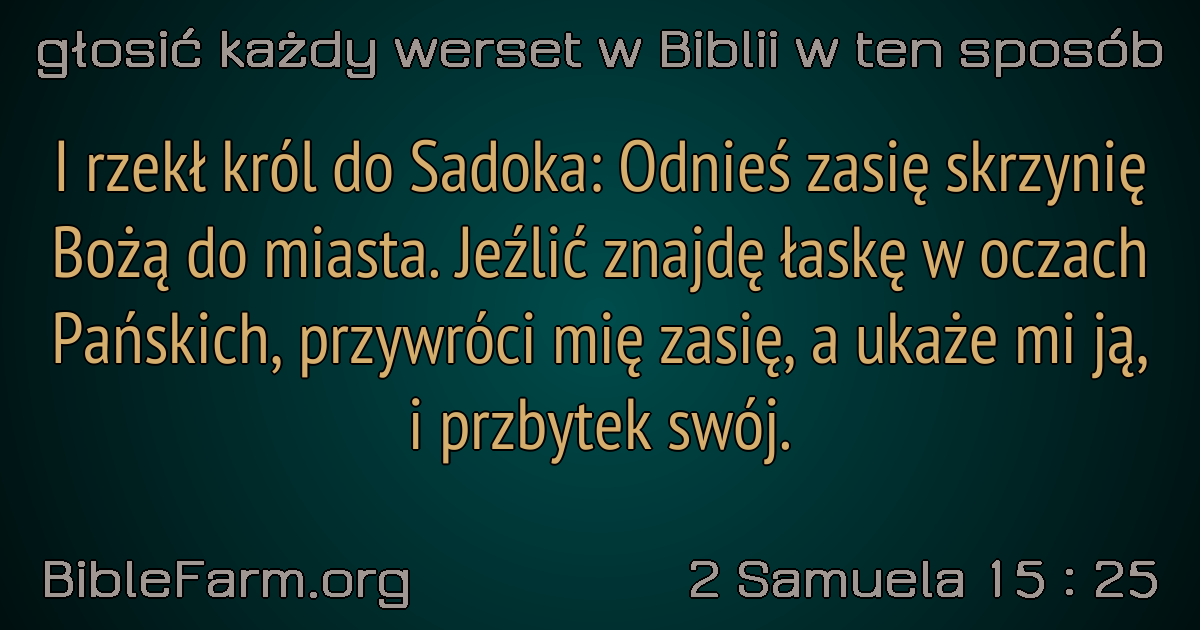 głosić każdy werset w Biblii w ten sposób
I rzekł król do Sadoka: Odnieś zasię skrzynię
Bożą do miasta. Jeźlić znajdę łaskę w oczach
Pańskich, przywróci mię zasię, a ukaże mi ją,
i przbytek swój.
BibleFarm.org
2 Samuela 15 : 25